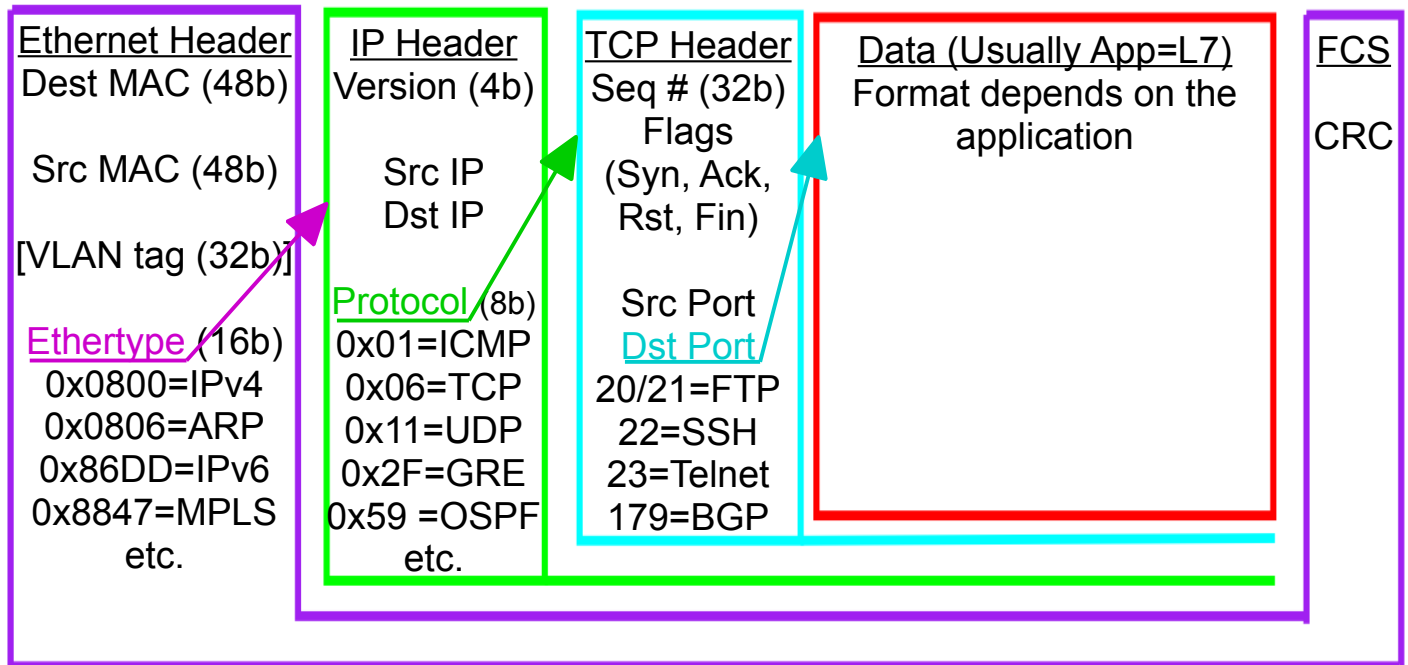 Ethernet Header
Dest MAC (48b)
Src MAC (48b)
[VLAN tag (32b)]
Ethertype (16b)
0x0800=IPv4
0x0806=ARP
0x86DD=IPv6
0x8847=MPLS
etc.
IP Header
Version (4b)
Src IP
Dst IP
Protocol (8b)
0x01=ICMP
0x06=TCP
0x11=UDP
0x2F=GRE
0x59 =OSPF
etc.
TCP Header
Seq # (32b)
Flags
(Syn, Ack,
Rst, Fin)
Src Port
Dst Port
20/21=FTP
22=SSH
23=Telnet
179=BGP
Data (Usually App=L7)
Format depends on the
application
FCS
CRC